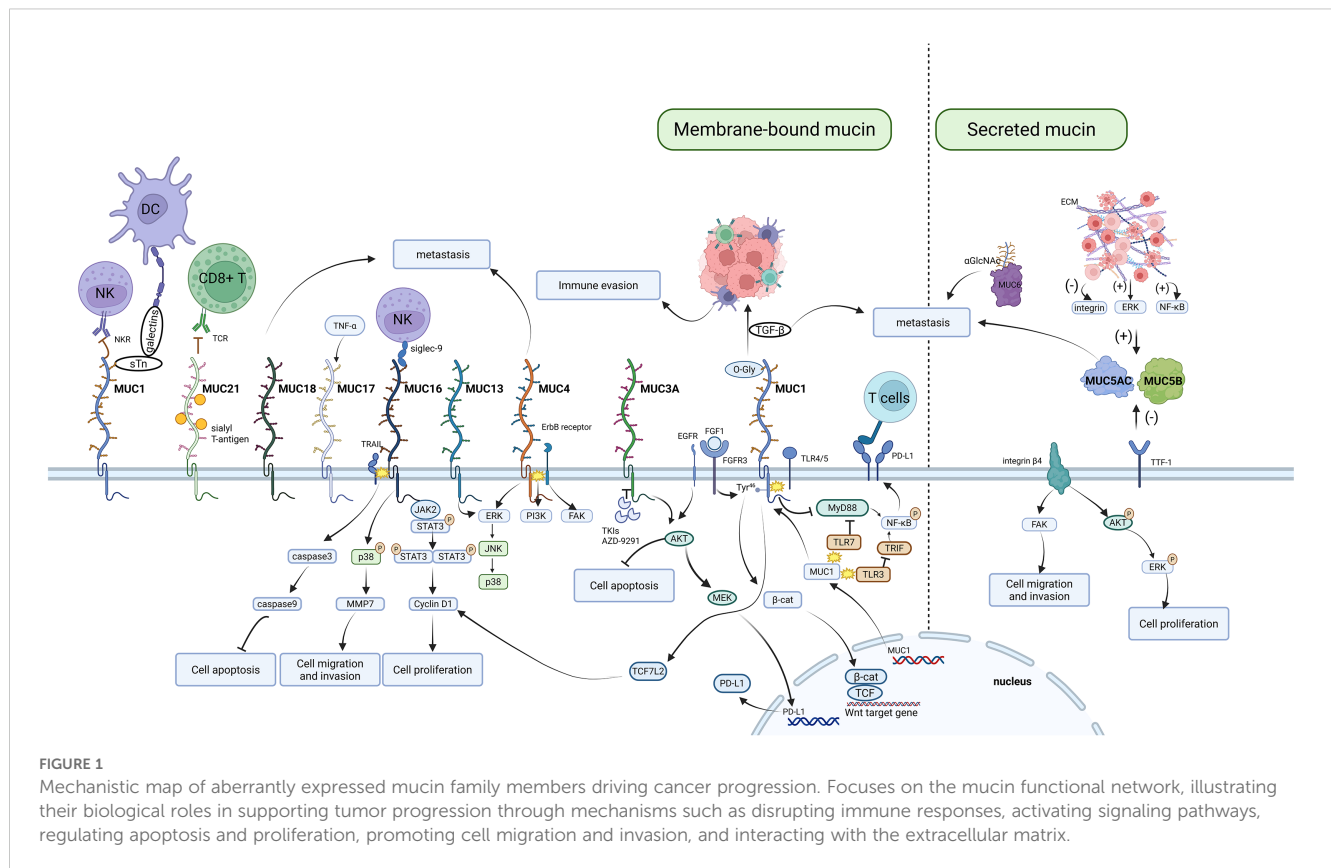 Membrane-bound mucin
Secreted mucin
DC
NK
CD8+ T
galectins
NKR
sTn
TCR
MUC1
MUC21
sialyl
T-antigen
MUC18
metastasis
TNF-α
MUC17
NK
siglec-9
MUC16
TRAIL
MUC13
MUC4
ErbB receptor
MUC3A
Immune evasion
TGF-β
O-Gly
MUC1
metastasis
EGFR
FGF1
FGFR3
TLR4/5
Tyr46
T cells
PD-L1
ECM
αGlcNAc
MUC6
(-)
(+)
(+)
integrin
ERK
NF-κB
(+)
MUC5AC
MUC5B
(-)
integrin β4
TTF-1
JAK2
STAT3
P
ERK
PI3K
FAK
TKIs
AZD-9291
AKT
MyD88
NF-κB
P
FAK
AKT
P
caspase3
p38
P
P
STAT3
STAT3
P
JNK
p38
TLR7
TRIF
P
MUC1
TLR3
ERK
P
Cell apoptosis
MEK
β-cat
Cell migration
and invasion
caspase9
MMP7
Cyclin D1
Cell proliferation
Cell apoptosis
Cell migration
and invasion
Cell proliferation
TCF7L2
PD-L1
PD-L1
MUC1
β-cat
TCF
Wnt target gene
nucleus
FIGURE 1
Mechanistic map of aberrantly expressed mucin family members driving cancer progression. Focuses on the mucin functional network, illustrating
their biological roles in supporting tumor progression through mechanisms such as disrupting immune responses, activating signaling pathways,
regulating apoptosis and proliferation, promoting cell migration and invasion, and interacting with the extracellular matrix.